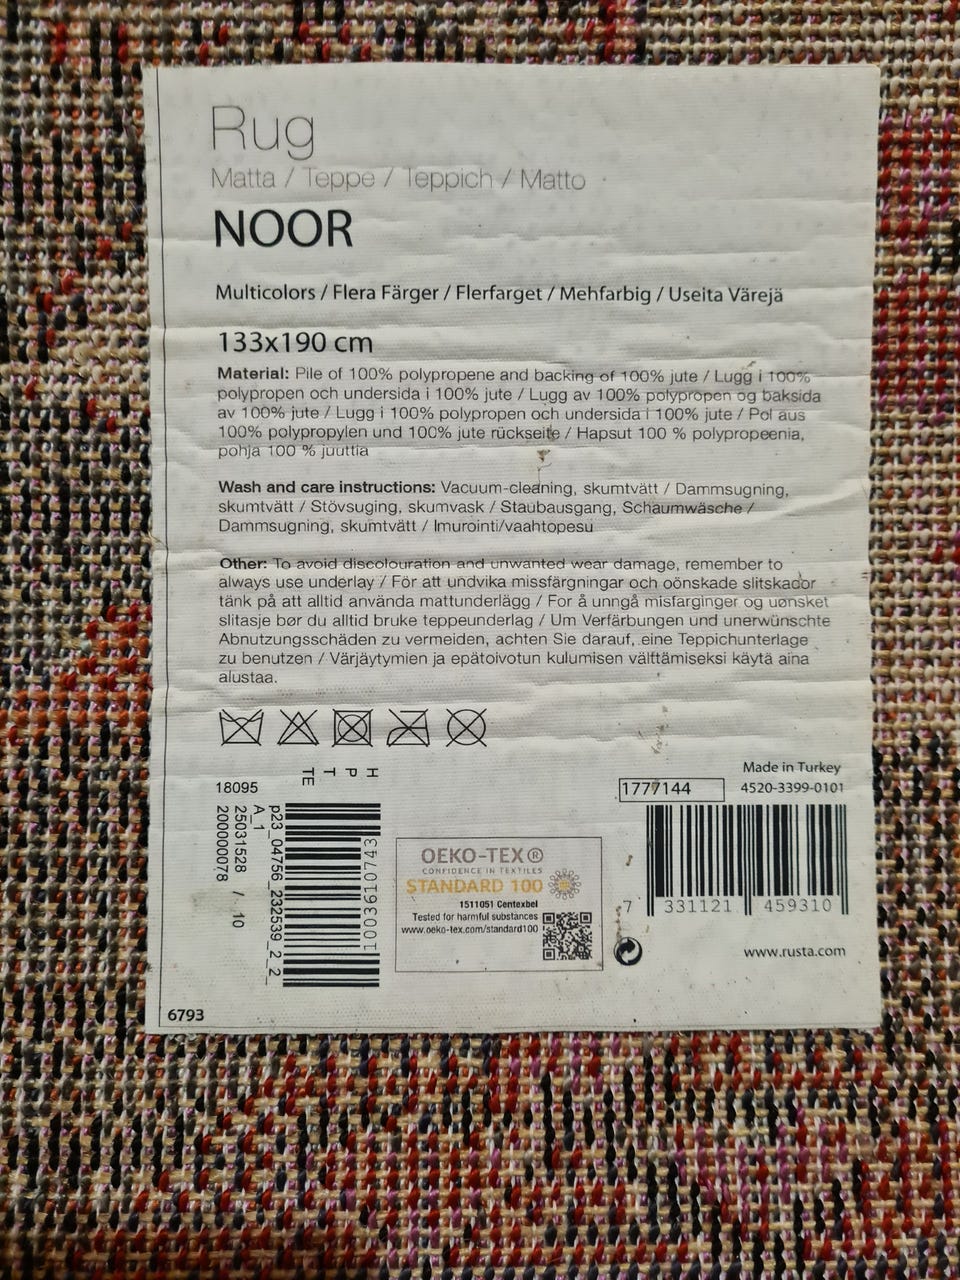 Rug
Matta / Teppe / Teppich / Matto
NOOR
Multicolors / Flera Färger / Flerfarget / Mehfarbig / Useita Värejä
133x190 cm
Material: Pile of 100% polypropene and backing of 100% jute / Lugg i 100%
polypropen och undersida i 100% jute / Lugg av 100% polypropen og baksida
av 100% jute / Lugg i 100% polypropen och undersida i 100% jute / Pol aus
100% polypropylen und 100% jute rückseite / Hapsut 100 % polypropeenia,
pohja 100 % juuttia
Wash and care instructions: Vacuum-cleaning, skumtvätt / Dammsugning,
skumtvätt / Stövsuging, skumvask / Staubausgang, Schaumwäsche /
Dammsugning, skumtvätt / Imurointi/vaahtopesu
Other: To avoid discolouration and unwanted wear damage, remember to
always use underlay / För att undvika missfärgningar och oönskade slitskador
tänk på att alltid använda mattunderlägg / For å unngå misfarginger og uønsket
slitasje bør du alltid bruke teppeunderlag / Um Verfärbungen und unerwünschte
Abnutzungsschäden zu vermeiden, achten Sie darauf, eine Teppichunterlage
zu benutzen / Värjäytymien ja epätoivotun kulumisen välttämiseksi käytä aina
alustaa.
18095
H
P
T
TE
1003610743
p23_04756_232539_2_2_
A_1
25031528 / 10
200000078
OEKO-TEX®
CONFIDENCE IN TEXTILES
STANDARD 100
1511051 Centexbel
Tested for harmful substances
www.oeko-tex.com/standard100
Made in Turkey
1777144 4520-3399-0101
7 331121 459310
www.rusta.com
6793